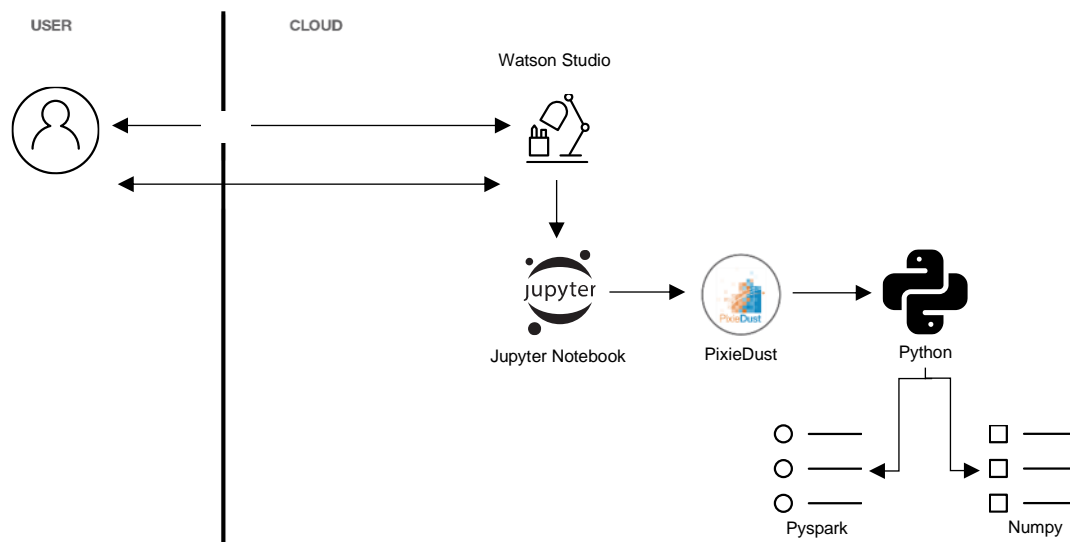 USER
CLOUD
Watson Studio
jupyter
PixieDust
Jupyter Notebook
PixieDust
Python
Pyspark
Numpy